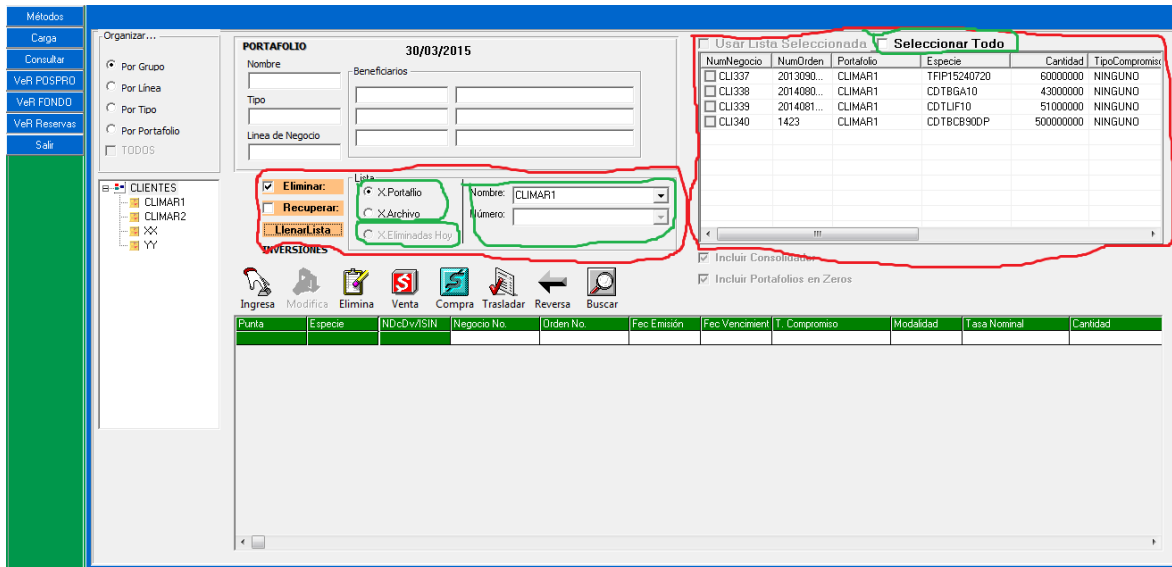 Métodos
Carga
Consultar
VeR POSPRO
VeR FONDO
VeR Reservas
Salir
Organizar...
Por Grupo
Por Línea
Por Tipo
Por Portafolio
TODOS
CLIENTES
CLIMAR1
CLIMAR2
XX
YY
PORTAFOLIO
30/03/2015
Nombre
Tipo
Linea de Negocio
Beneficiarios
Eliminar:
Recuperar:
LlenarLista
Lista
X.Portaflio
X.Archivo
X.Eliminadas Hoy
Nombre: CLIMAR1
Número:
Usar Lista Seleccionada Seleccionar Todo
NumNegocio NumOrden Portafolio Especie Cantidad TipoCompromiso
CLI337 2013090... CLIMAR1 TFIP15240720 60000000 NINGUNO
CLI338 2014080... CLIMAR1 CDTBGA10 43000000 NINGUNO
CLI339 2014081... CLIMAR1 CDTLIF10 51000000 NINGUNO
CLI340 1423 CLIMAR1 CDTBCB90DP 500000000 NINGUNO
Incluir Consolidador
Incluir Portafolios en Zeros
INVERSIONES
Ingresa Modifica Elimina Venta Compra Trasladar Reversa Buscar
Punta Especie NDcDv/ISIN Negocio No. Orden No. Fec Emisión Fec Vencimient T. Compromiso Modalidad Tasa Nominal Cantidad